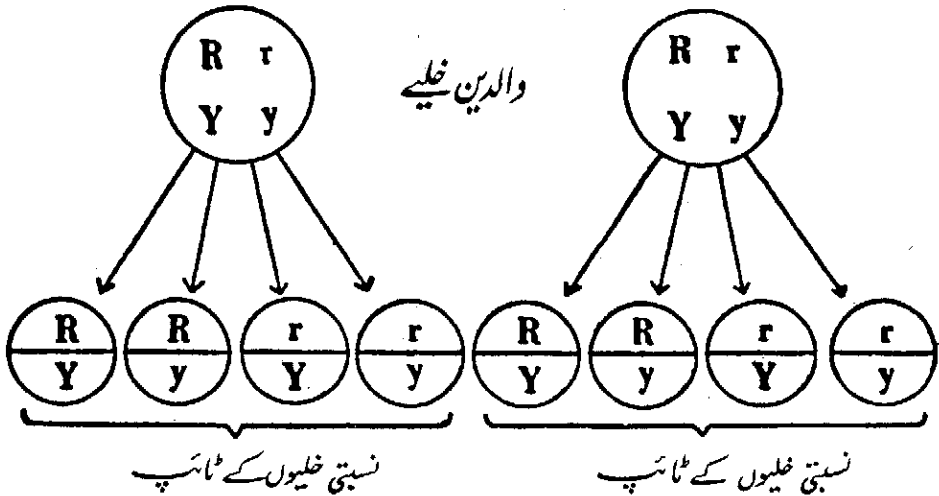 R r R r
والدین خلیے
Y y Y y
R R r r R R r r
Y y Y y Y y Y y
نسبتی خلیوں کے ٹائپ نسبتی خلیوں کے ٹائپ